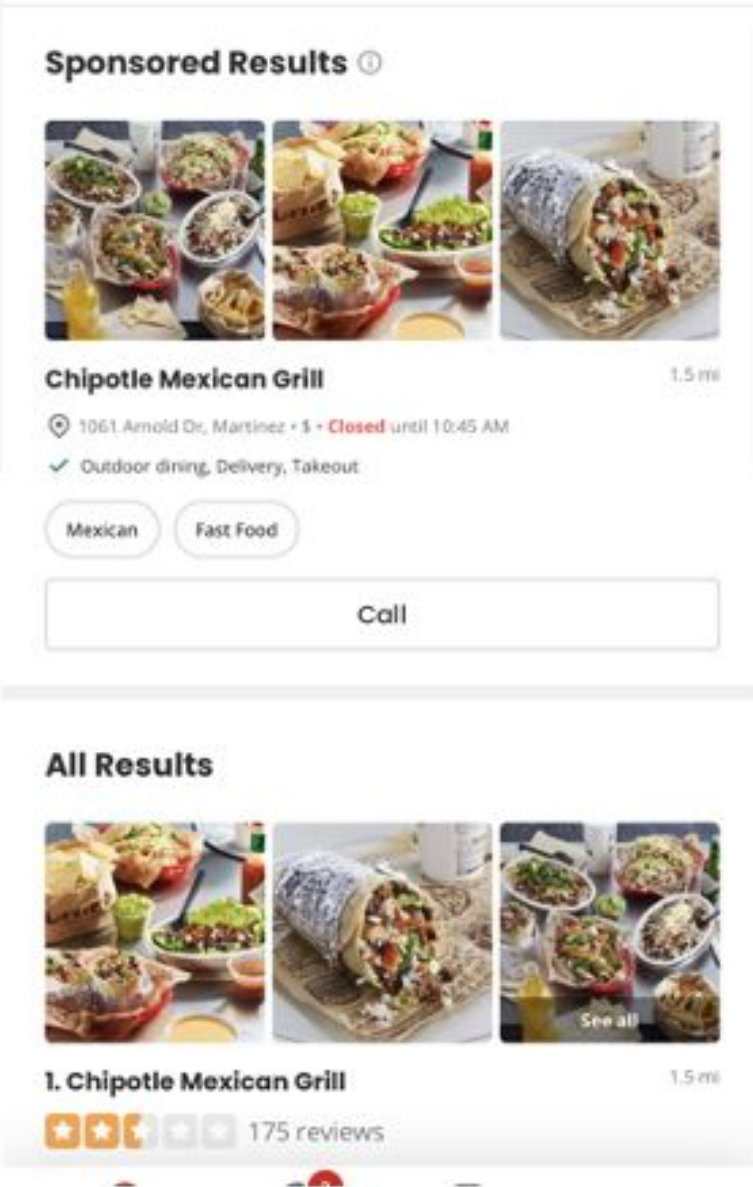 Sponsored Results
Chipotle Mexican Grill
1.5 mi
1061 Arnold Dr, Martinez • $ • Closed until 10:45 AM
Outdoor dining, Delivery, Takeout
Mexican
Fast Food
Call
All Results
See all
1. Chipotle Mexican Grill
1.5 mi
175 reviews